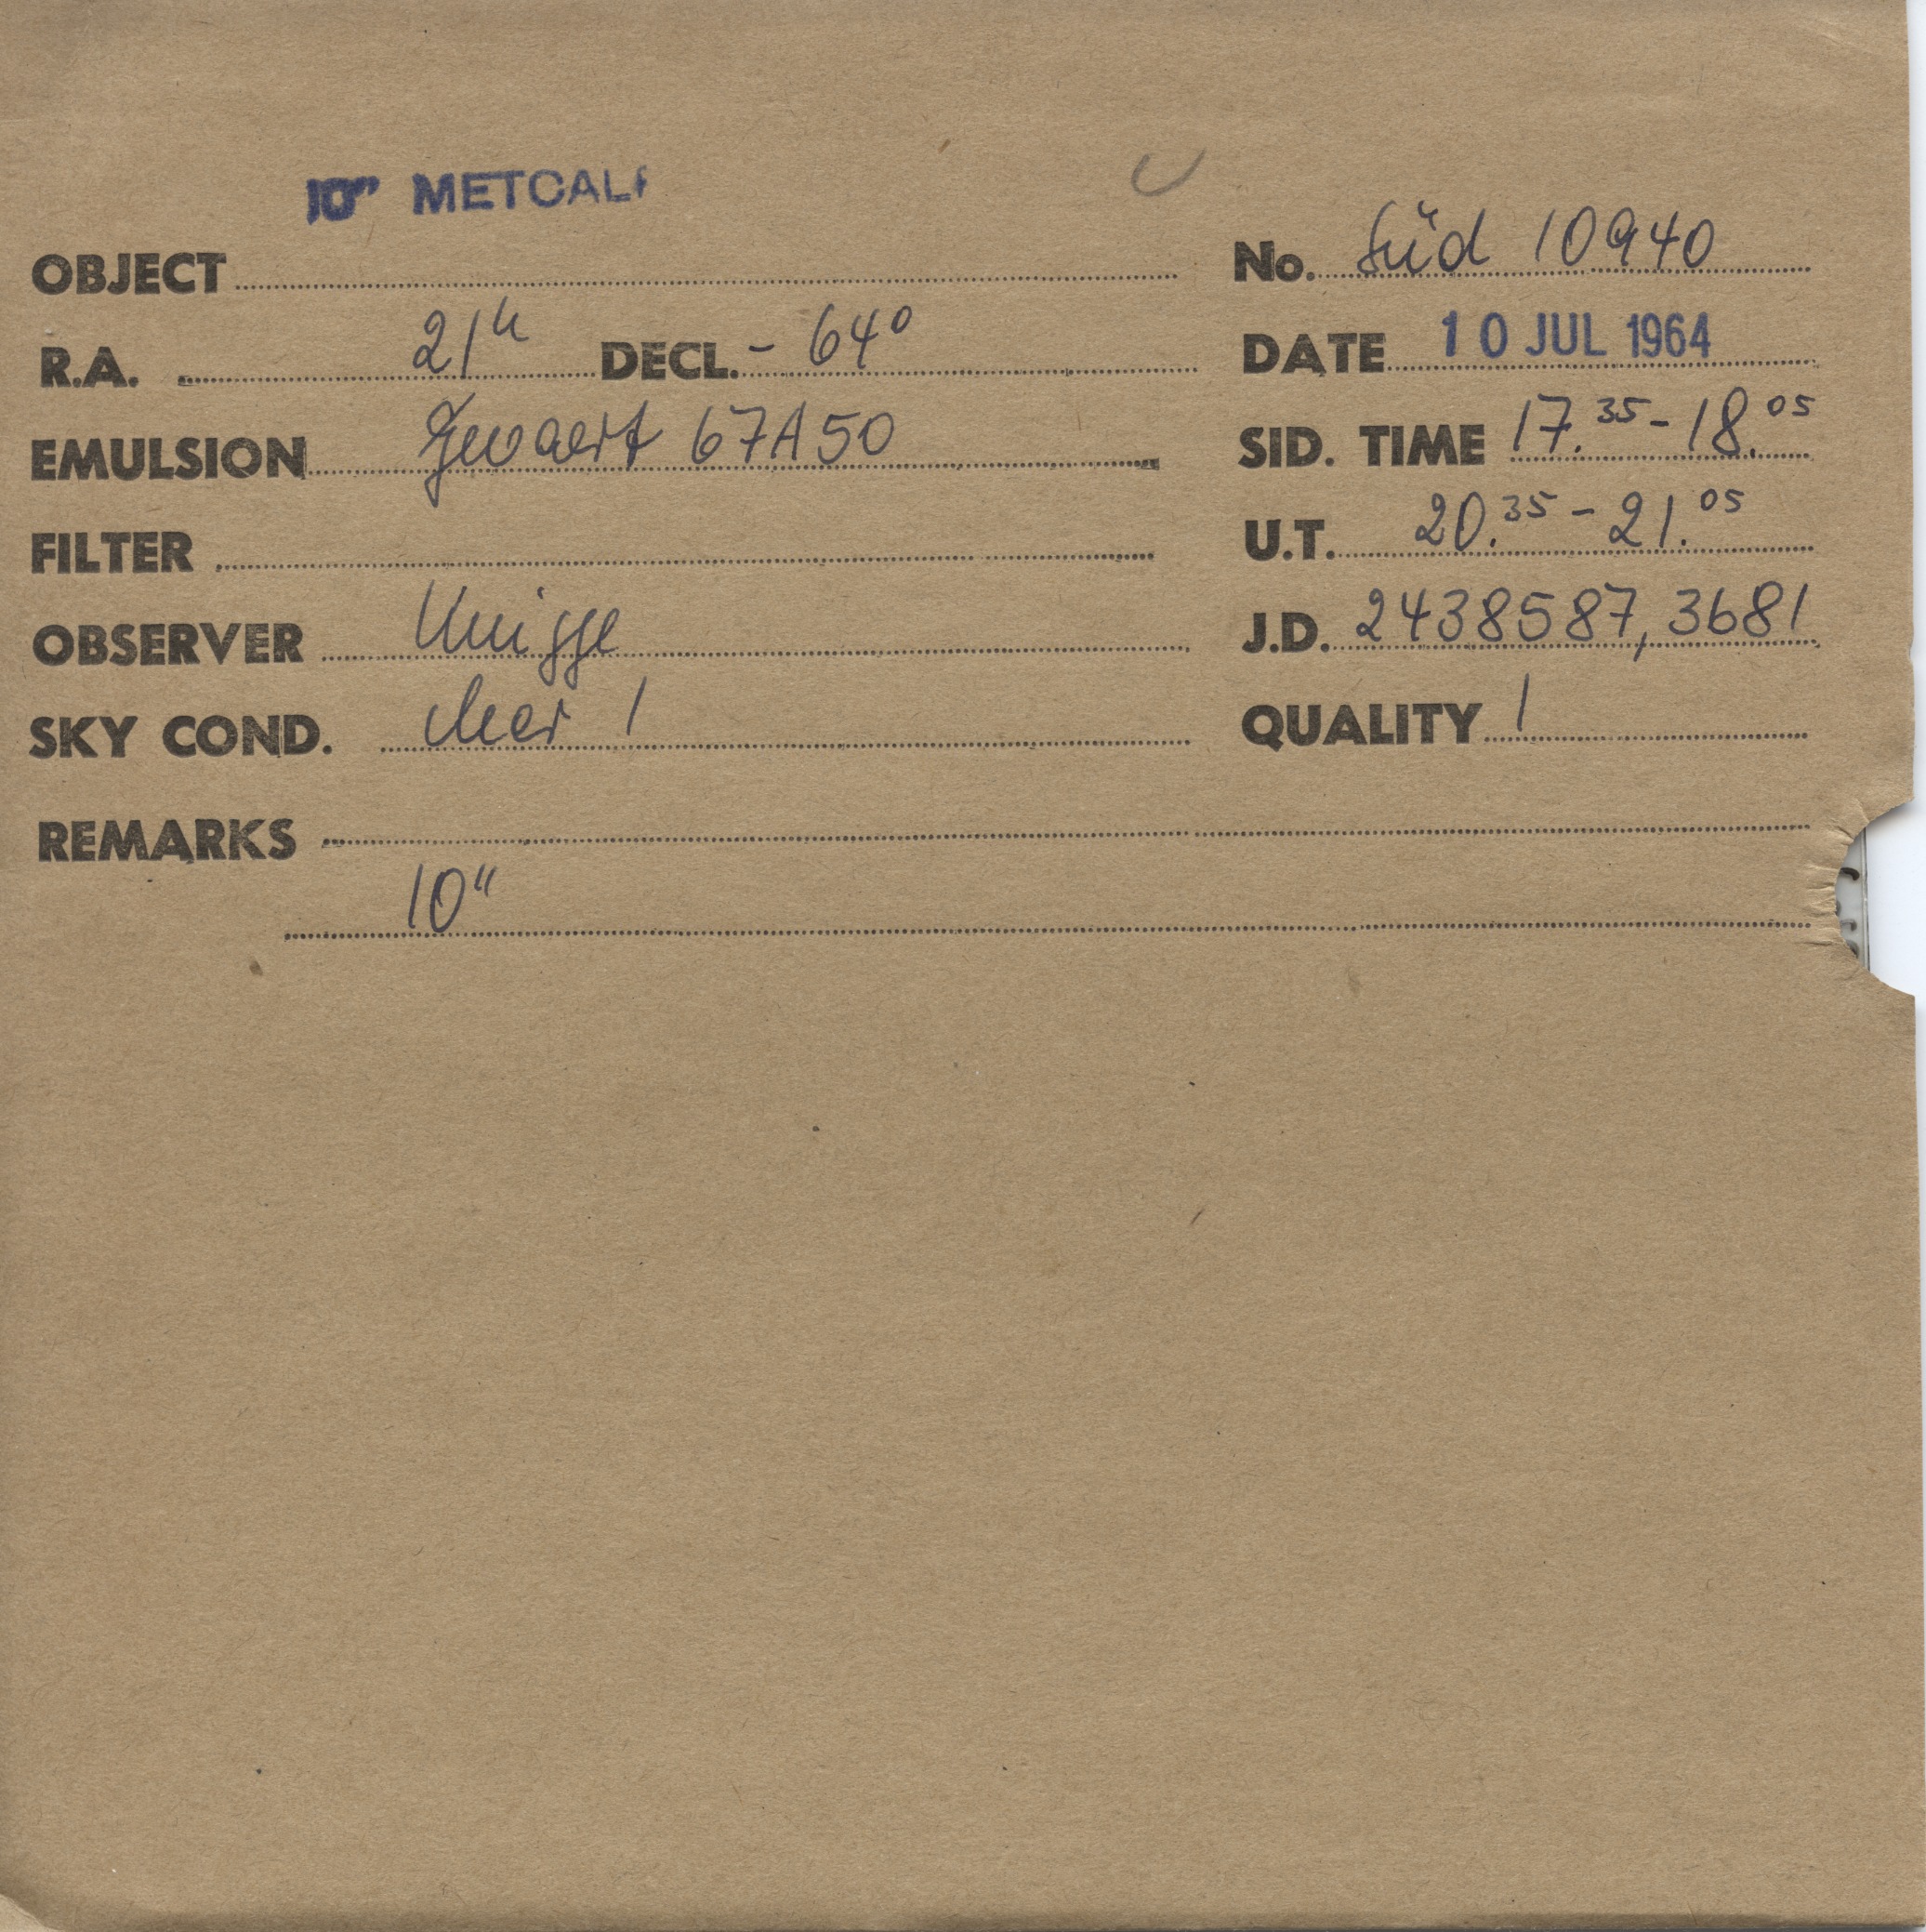 10" METCALF
OBJECT
No. Süd 10940
R.A. 21h DECL. - 64°
DATE 10 JUL 1964
EMULSION Gevaert 67A50
SID. TIME 17.35 - 18.05
FILTER
U.T. 20.35 - 21.05
OBSERVER Knigge
J.D. 2438587,3681
SKY COND. clear 1
QUALITY 1
REMARKS
10"